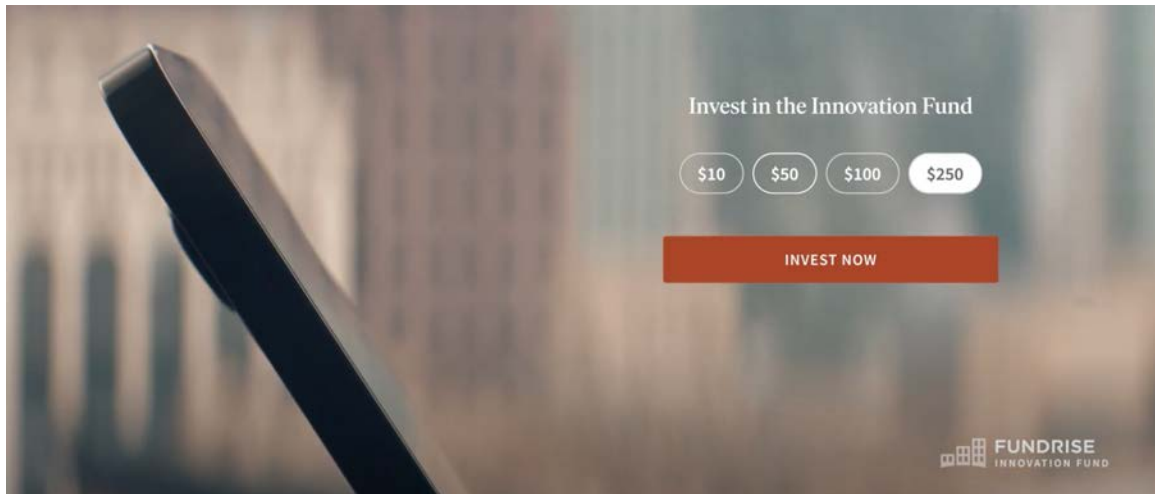 Invest in the Innovation Fund
$10 $50 $100 $250
INVEST NOW
FUNDRISE
INNOVATION FUND